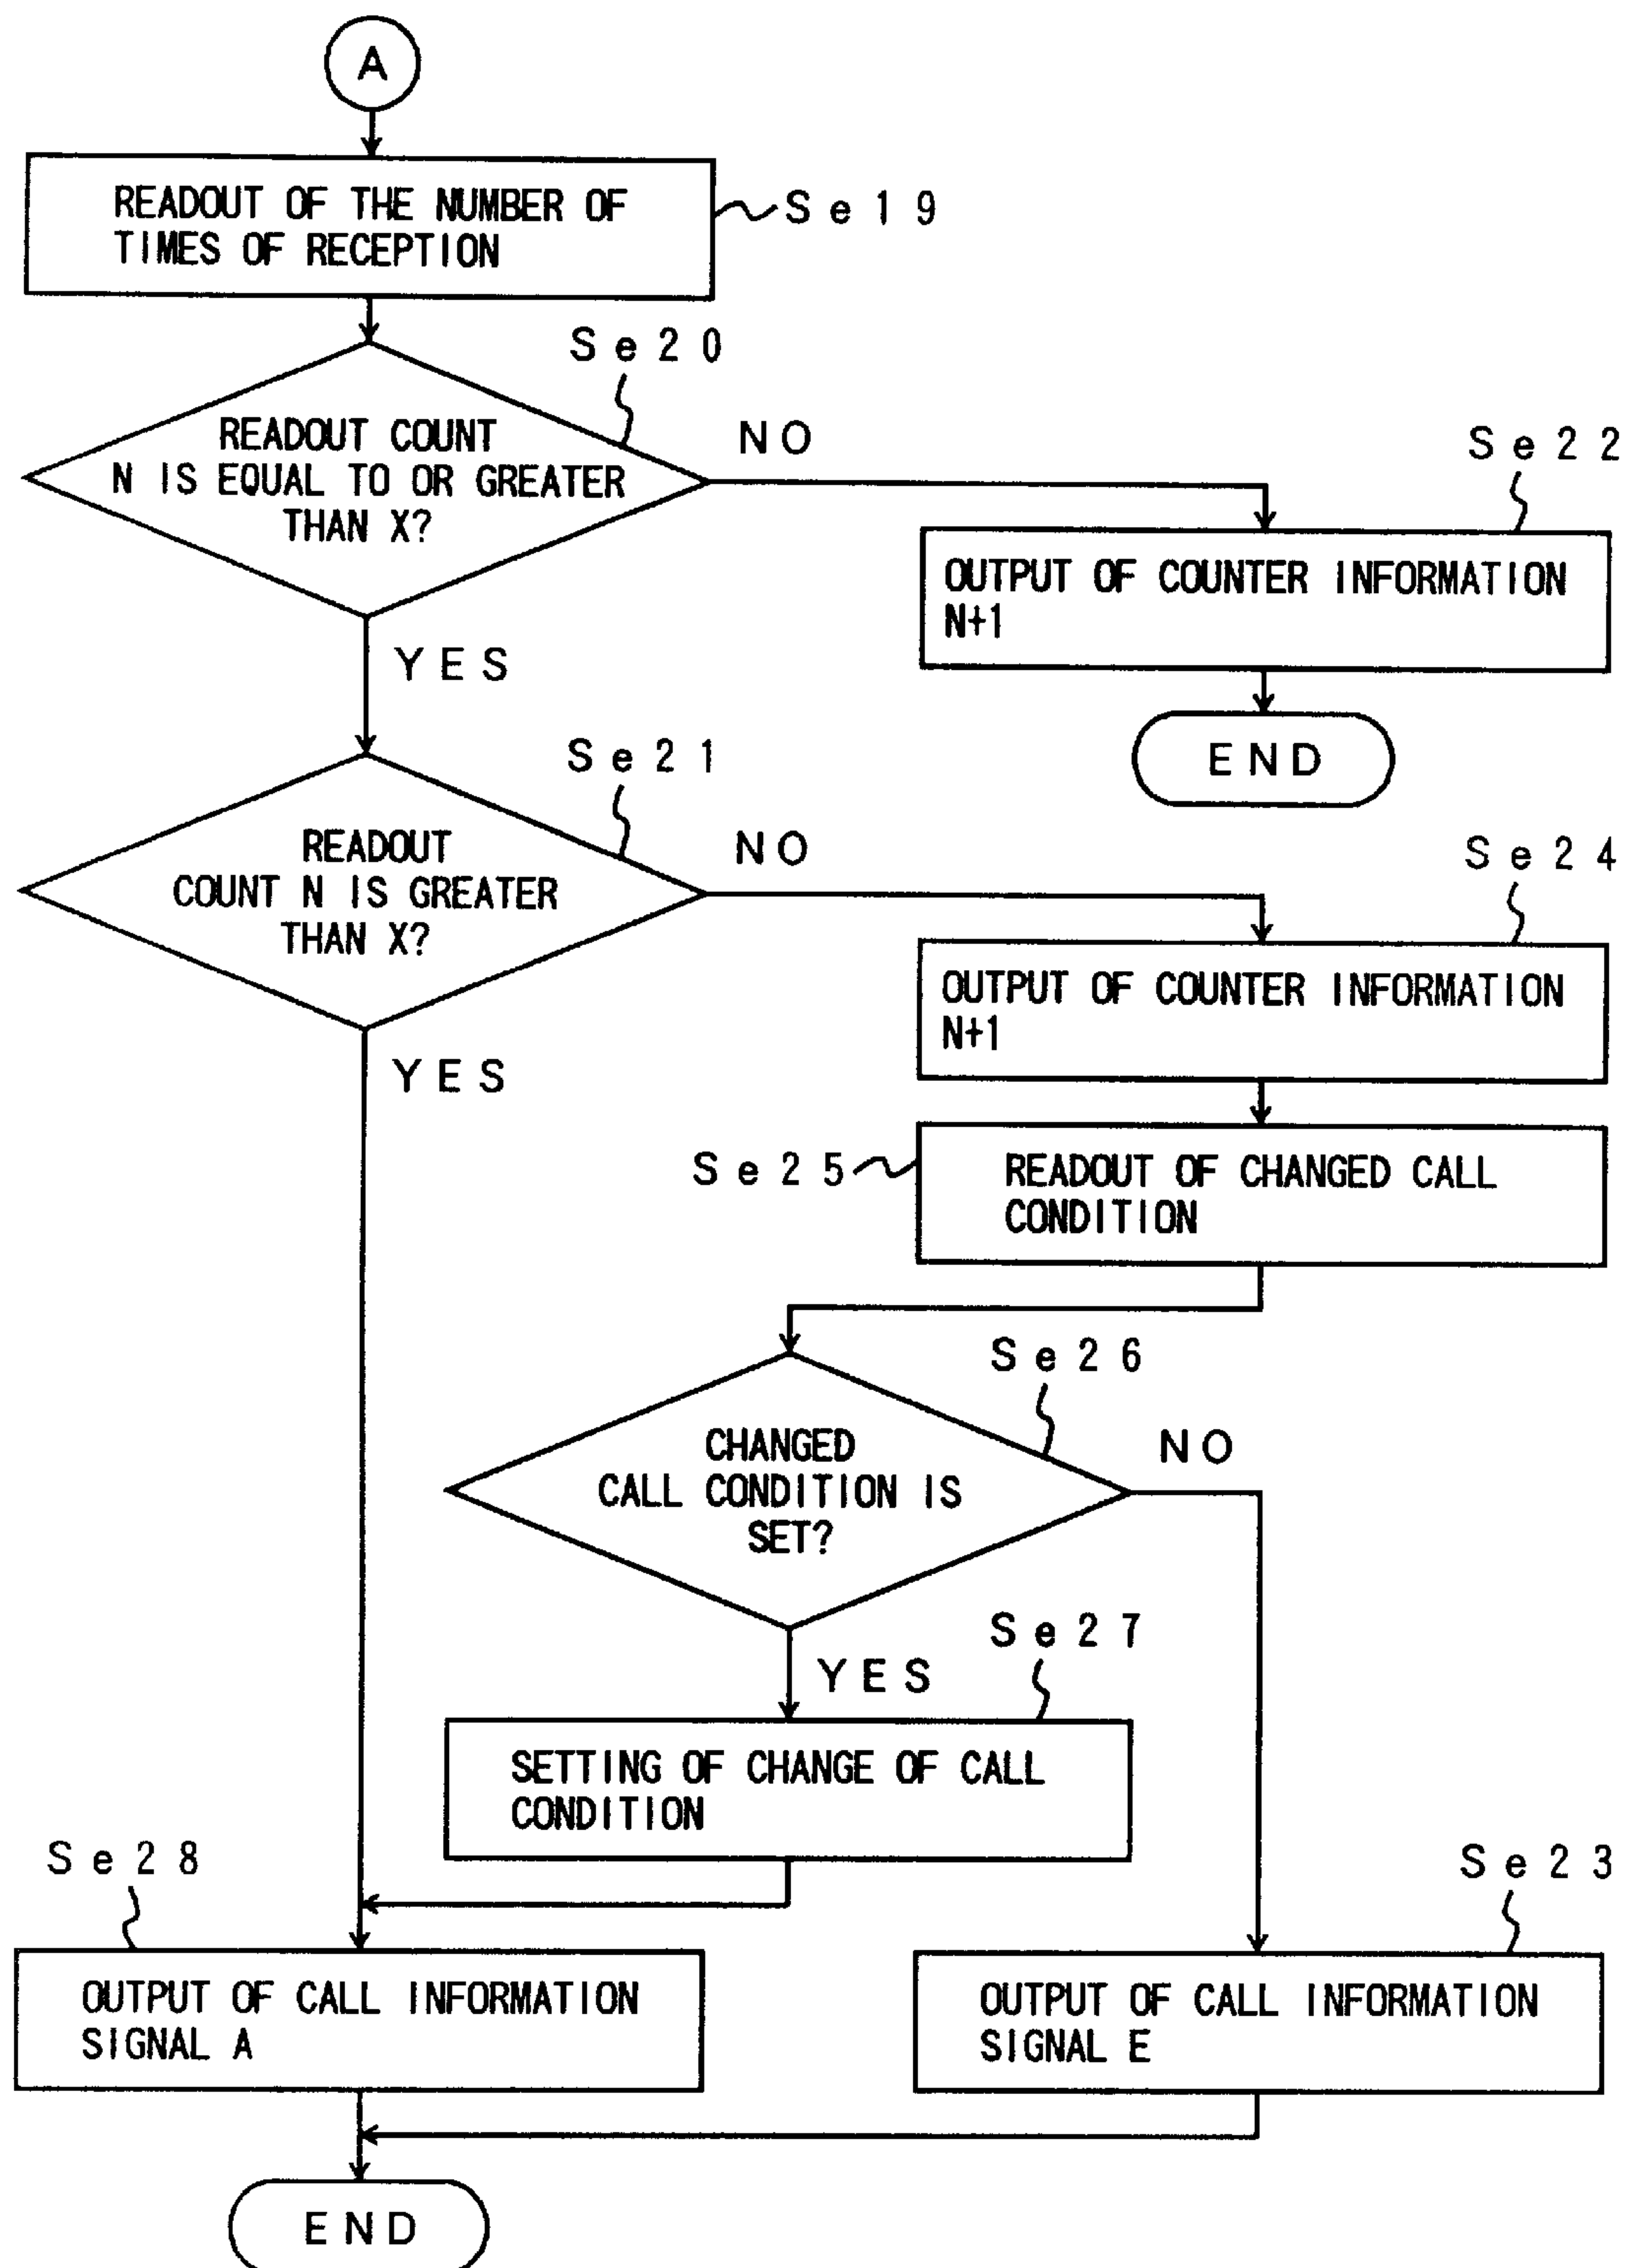 A
READOUT OF THE NUMBER OF
TIMES OF RECEPTION
Se19
Se20
READOUT COUNT
N IS EQUAL TO OR GREATER
THAN X?
NO
YES
Se22
OUTPUT OF COUNTER INFORMATION
N+1
END
Se21
READOUT
COUNT N IS GREATER
THAN X?
NO
YES
Se24
OUTPUT OF COUNTER INFORMATION
N+1
Se25
READOUT OF CHANGED CALL
CONDITION
Se26
CHANGED
CALL CONDITION IS
SET?
NO
YES
Se27
SETTING OF CHANGE OF CALL
CONDITION
Se28
OUTPUT OF CALL INFORMATION
SIGNAL A
Se23
OUTPUT OF CALL INFORMATION
SIGNAL E
END